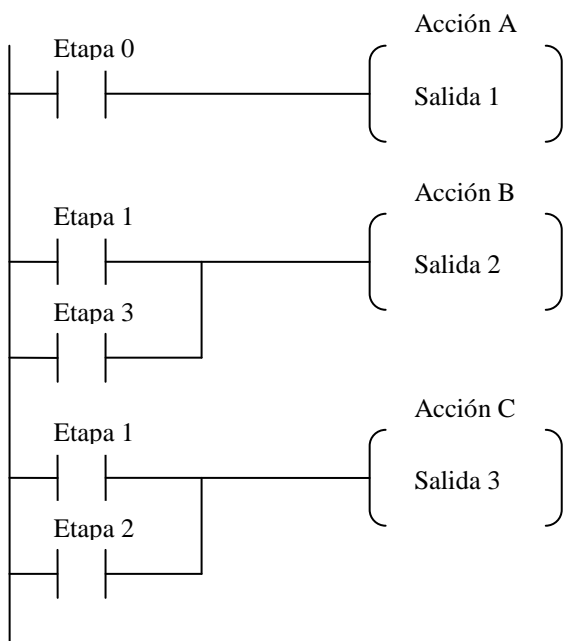 Acción A
Etapa 0
Salida 1
Acción B
Etapa 1
Salida 2
Etapa 3
Acción C
Etapa 1
Salida 3
Etapa 2